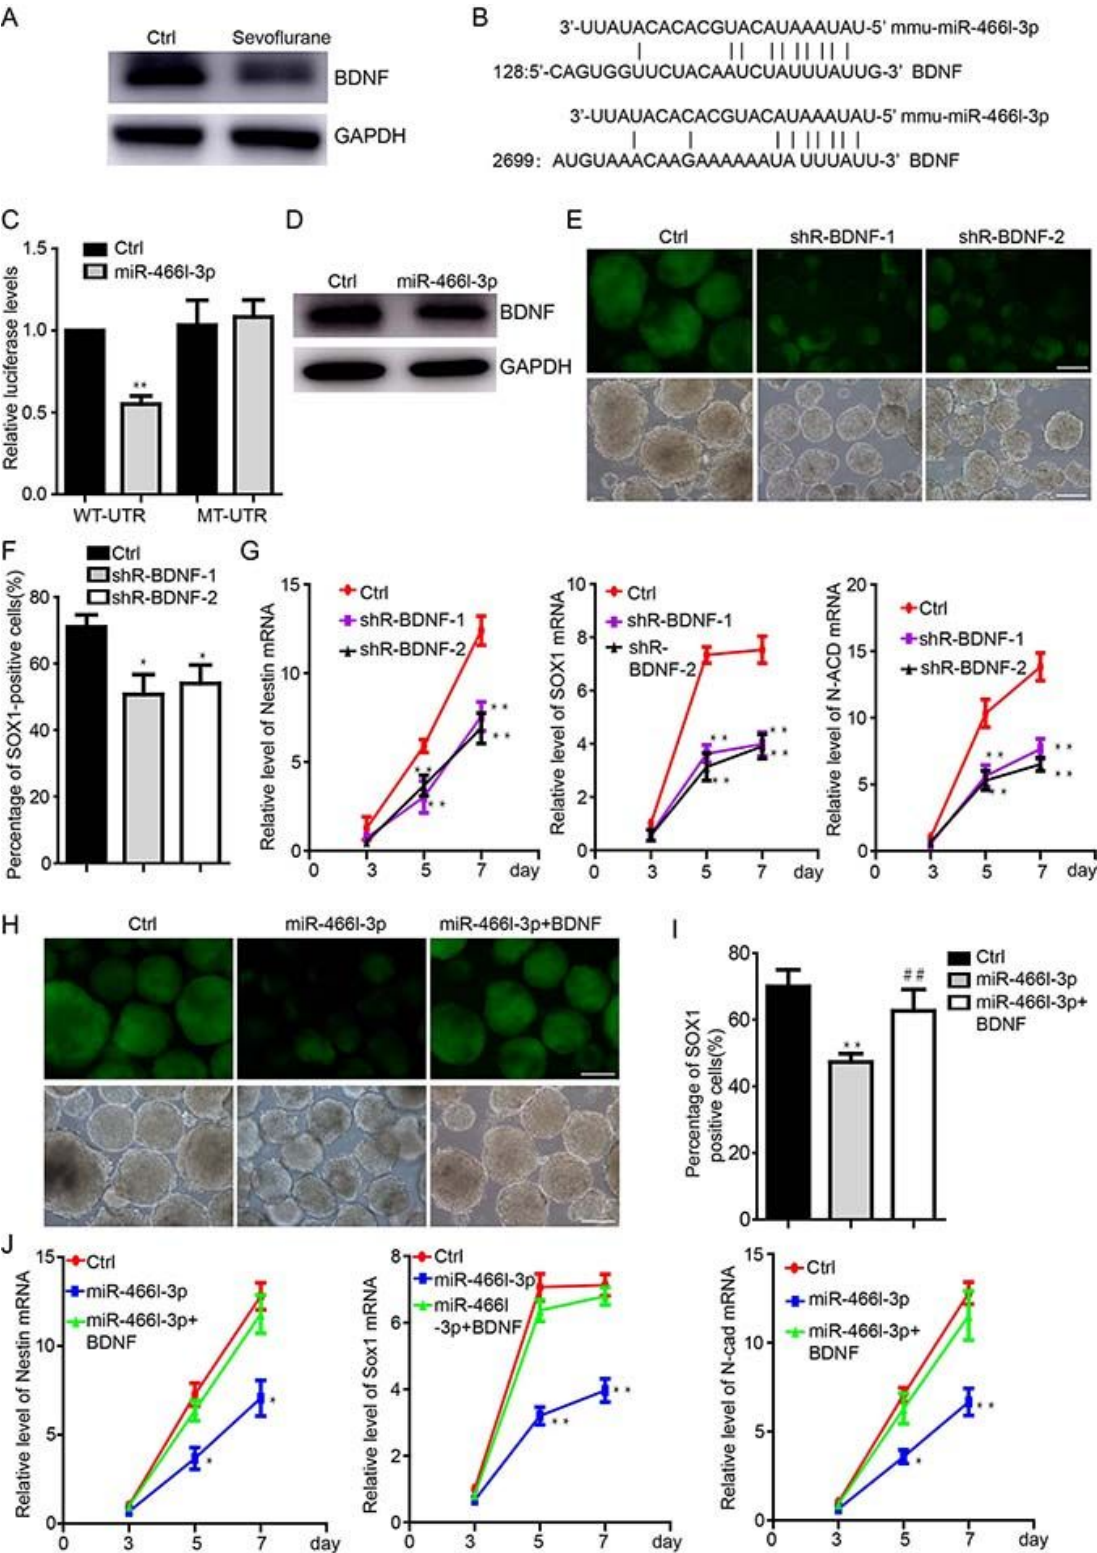 A
Ctrl Sevoflurane
BDNF
GAPDH
B
3'-UUAUACACACGUACAUAAAUAU-5' mmu-miR-466l-3p
128:5'-CAGUGGUUCUACAAUCUAUUUAUUG-3' BDNF
3'-UUAUACACACGUACAUAAAUAU-5' mmu-miR-466l-3p
2699: AUGUAAACAAGAAAAAAUA UUUAUU-3' BDNF
C
Ctrl
miR-466l-3p
Relative luciferase levels
1.5
1.0
0.5
0.0
**
WT-UTR MT-UTR
D
Ctrl miR-466l-3p
BDNF
GAPDH
E
Ctrl shR-BDNF-1 shR-BDNF-2
F
Ctrl
shR-BDNF-1
shR-BDNF-2
Percentage of SOX1-positive cells(%)
80
60
40
20
0
* *
G
Relative level of Nestin mRNA
15
10
5
0
Ctrl
shR-BDNF-1
shR-BDNF-2
* *
* *
* *
* *
0 3 5 7 day
Relative level of SOX1 mRNA
10
8
6
4
2
0
Ctrl
shR-BDNF-1
shR-
BDNF-2
* *
* *
* *
* *
0 3 5 7 day
Relative level of N-ACD mRNA
20
15
10
5
0
Ctrl
shR-BDNF-1
shR-BDNF-2
* *
* *
* *
* *
0 3 5 7 day
H
Ctrl miR-466l-3p miR-466l-3p+BDNF
I
Percentage of SOX1
positive cells(%)
80
60
40
20
0
* *
##
Ctrl
miR-466l-3p
miR-466l-3p+
BDNF
J
Relative level of Nestin mRNA
15
10
5
0
Ctrl
miR-466l-3p
miR-466l-3p+
BDNF
*
*
0 3 5 7 day
Relative level of Sox1 mRNA
8
6
4
2
0
Ctrl
miR-466l-3p
miR-466l
-3p+BDNF
* *
* *
0 3 5 7 day
Relative level of N-cad mRNA
15
10
5
0
Ctrl
miR-466l-3p
miR-466l-3p+
BDNF
* *
*
0 3 5 7 day